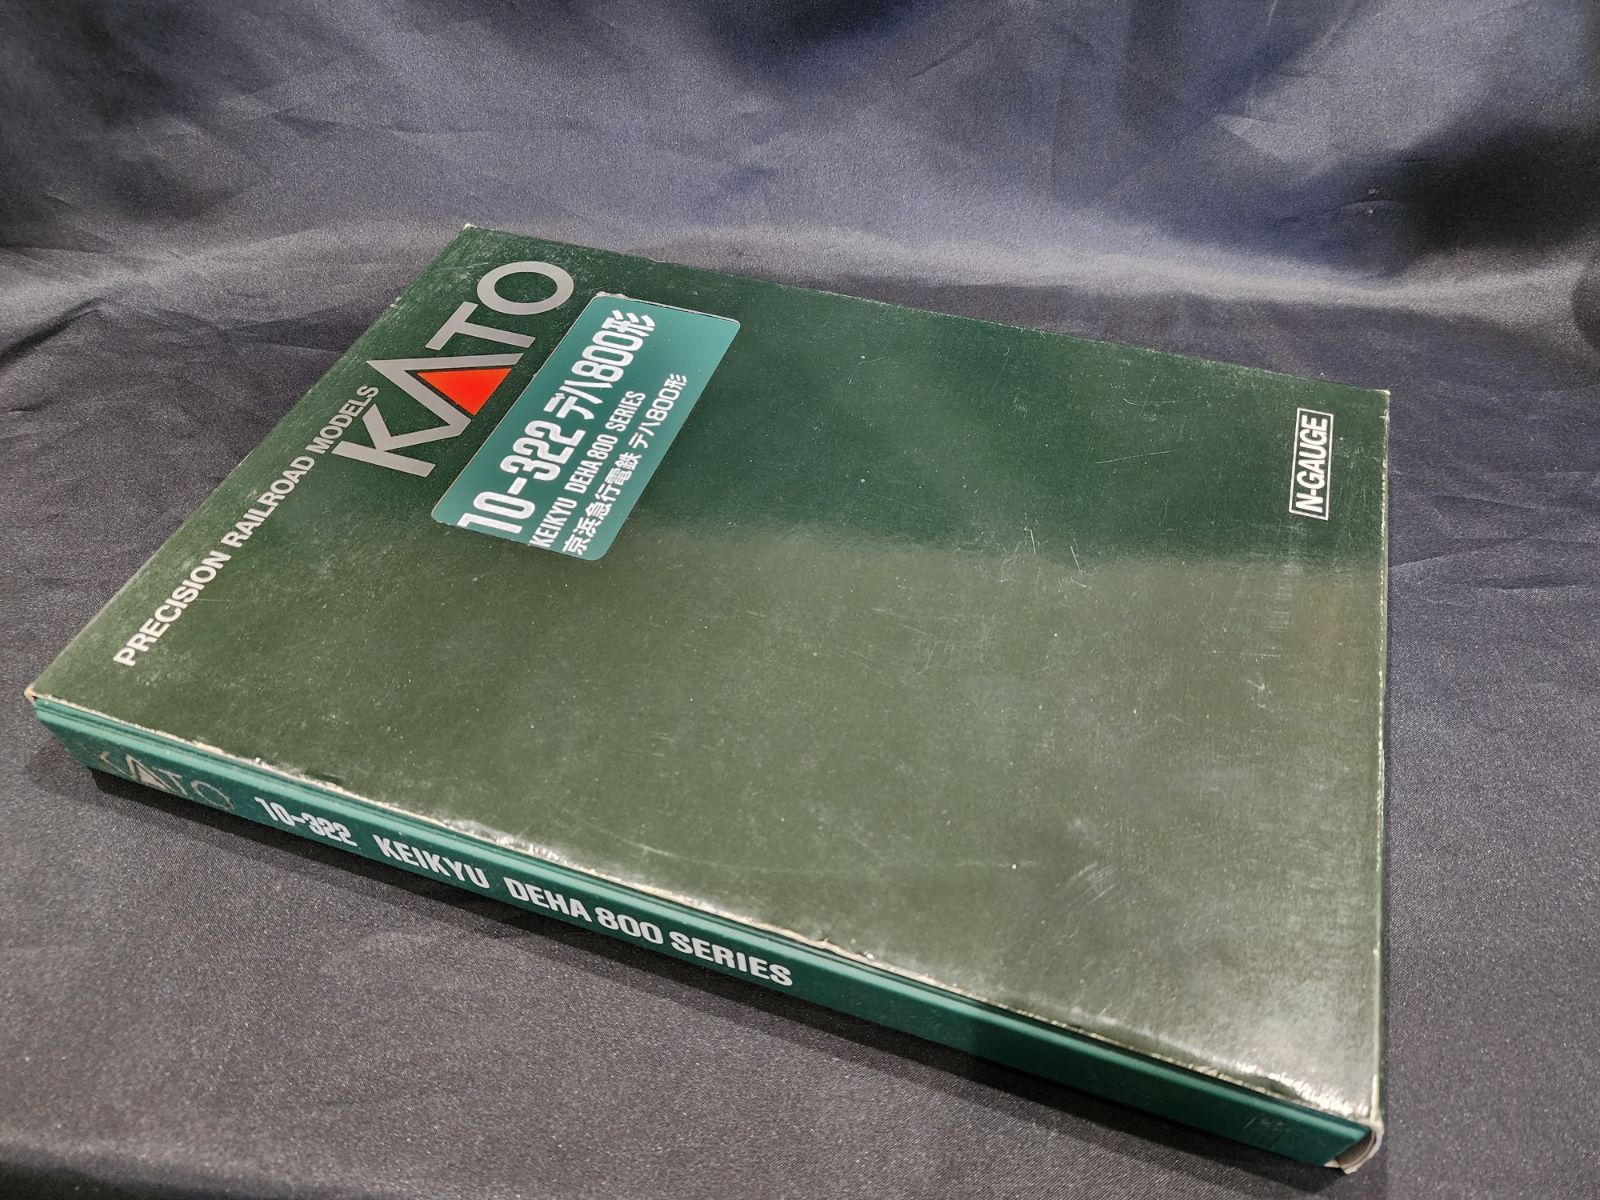 KATO
PRECISION RAILROAD MODELS
10-322 デハ800形
KEIKYU DEHA 800 SERIES
京浜急行電鉄 デハ800形
N-GAUGE
KATO
10-322 KEIKYU DEHA 800 SERIES